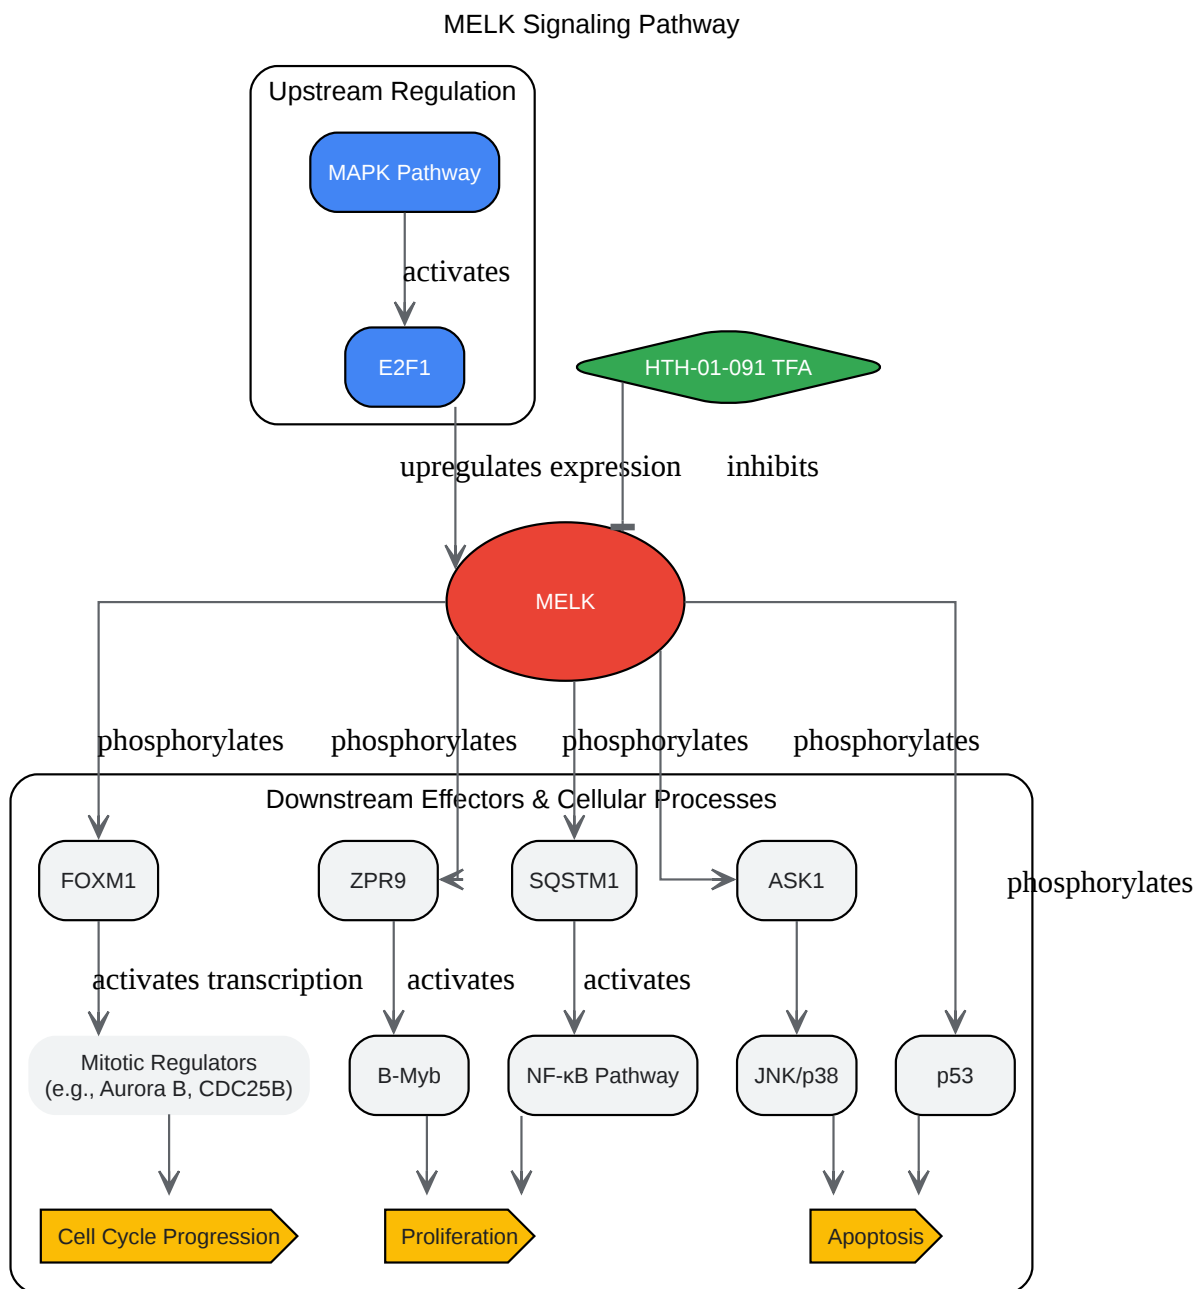 MELK Signaling Pathway
Upstream Regulation
MAPK Pathway
activates
E2F1
HTH-01-091 TFA
upregulates expression
inhibits
MELK
phosphorylates
phosphorylates
phosphorylates
phosphorylates
Downstream Effectors & Cellular Processes
FOXM1
ZPR9
SQSTM1
ASK1
phosphorylates
activates transcription
activates
activates
Mitotic Regulators
(e.g., Aurora B, CDC25B)
B-Myb
NF-κB Pathway
JNK/p38
p53
Cell Cycle Progression
Proliferation
Apoptosis